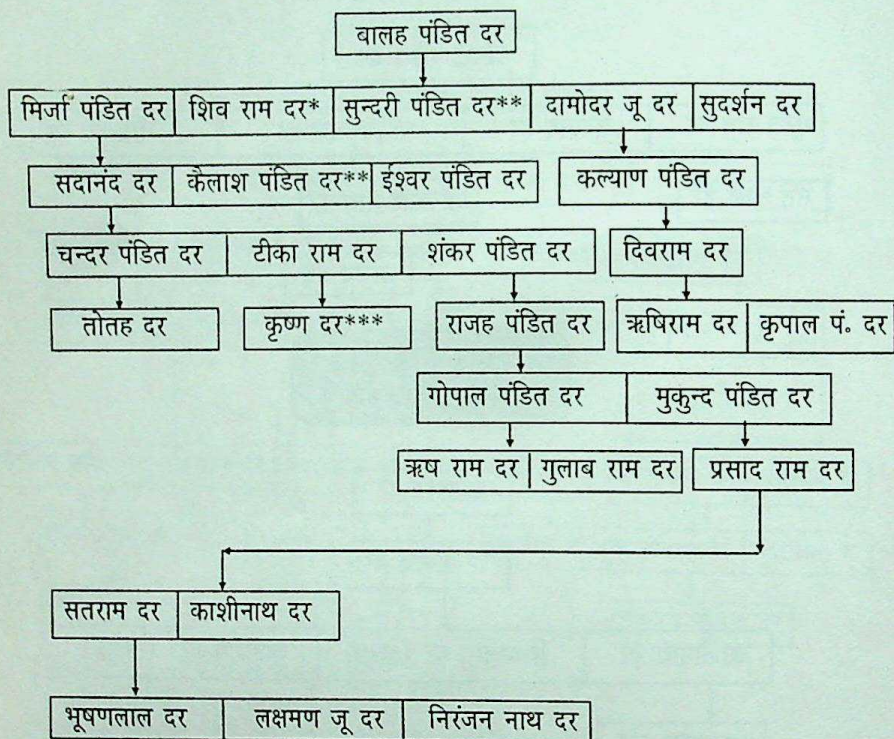 बालह पंडित दर
मिर्जा पंडित दर शिव राम दर* सुन्दरी पंडित दर** दामोदर जू दर सुदर्शन दर
सदानंद दर कैलाश पंडित दर** ईश्वर पंडित दर कल्याण पंडित दर
चन्दर पंडित दर टीका राम दर शंकर पंडित दर दिवराम दर
तोतह दर कृष्ण दर*** राजह पंडित दर ऋषिराम दर कृपाल पं॰ दर
गोपाल पंडित दर मुकुन्द पंडित दर
ऋष राम दर गुलाब राम दर प्रसाद राम दर
सतराम दर काशीनाथ दर
भूषणलाल दर लक्षमण जू दर निरंजन नाथ दर